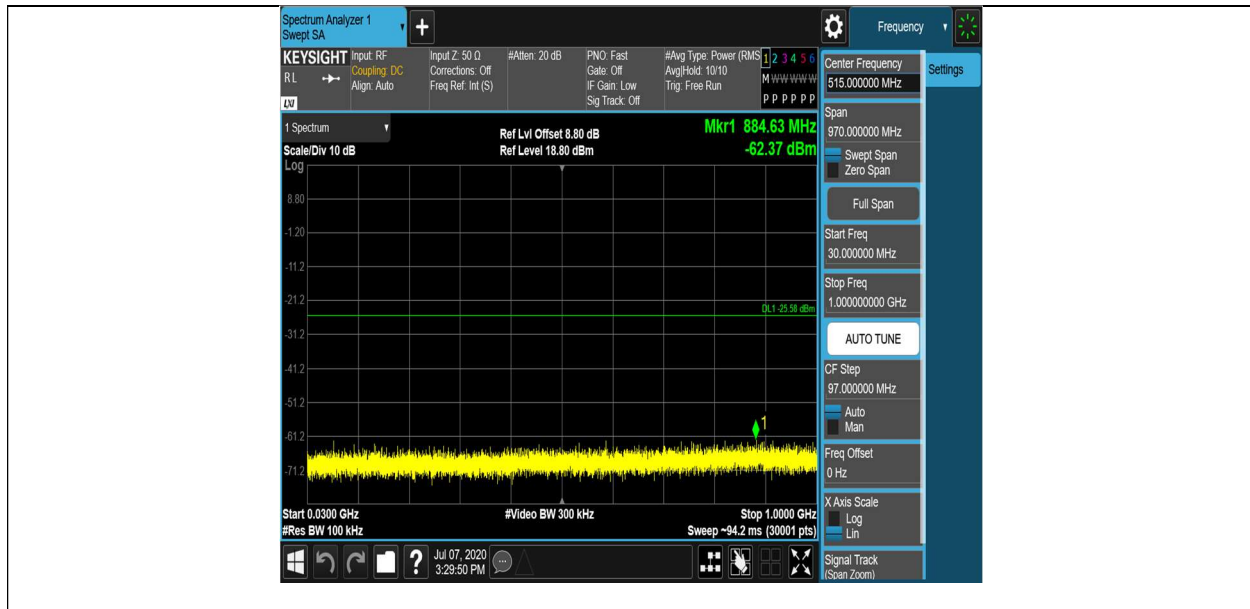 Spectrum Analyzer 1
Swept SA
+
Frequency
KEYSIGHT
R L
LXI
Input: RF
Coupling: DC
Align: Auto
Input Z: 50 Ω
Corrections: Off
Freq Ref: Int (S)
#Atten: 20 dB
PNO: Fast
Gate: Off
IF Gain: Low
Sig Track: Off
#Avg Type: Power (RMS
Avg|Hold: 10/10
Trig: Free Run
1 2 3 4 5 6
M W W W W W
P P P P P P
1 Spectrum
Scale/Div 10 dB
Ref Lvl Offset 8.80 dB
Ref Level 18.80 dBm
Mkr1 884.63 MHz
-62.37 dBm
Log
8.80
-1.20
-11.2
-21.2
DL1 -25.58 dBm
-31.2
-41.2
-51.2
1
-61.2
-71.2
Start 0.0300 GHz
#Res BW 100 kHz
#Video BW 300 kHz
Stop 1.0000 GHz
Sweep ~94.2 ms (30001 pts)
Center Frequency
515.000000 MHz
Settings
Span
970.000000 MHz
Swept Span
Zero Span
Full Span
Start Freq
30.000000 MHz
Stop Freq
1.000000000 GHz
AUTO TUNE
CF Step
97.000000 MHz
Auto
Man
Freq Offset
0 Hz
X Axis Scale
Log
Lin
Signal Track
(Span Zoom)
?
Jul 07, 2020
3:29:50 PM